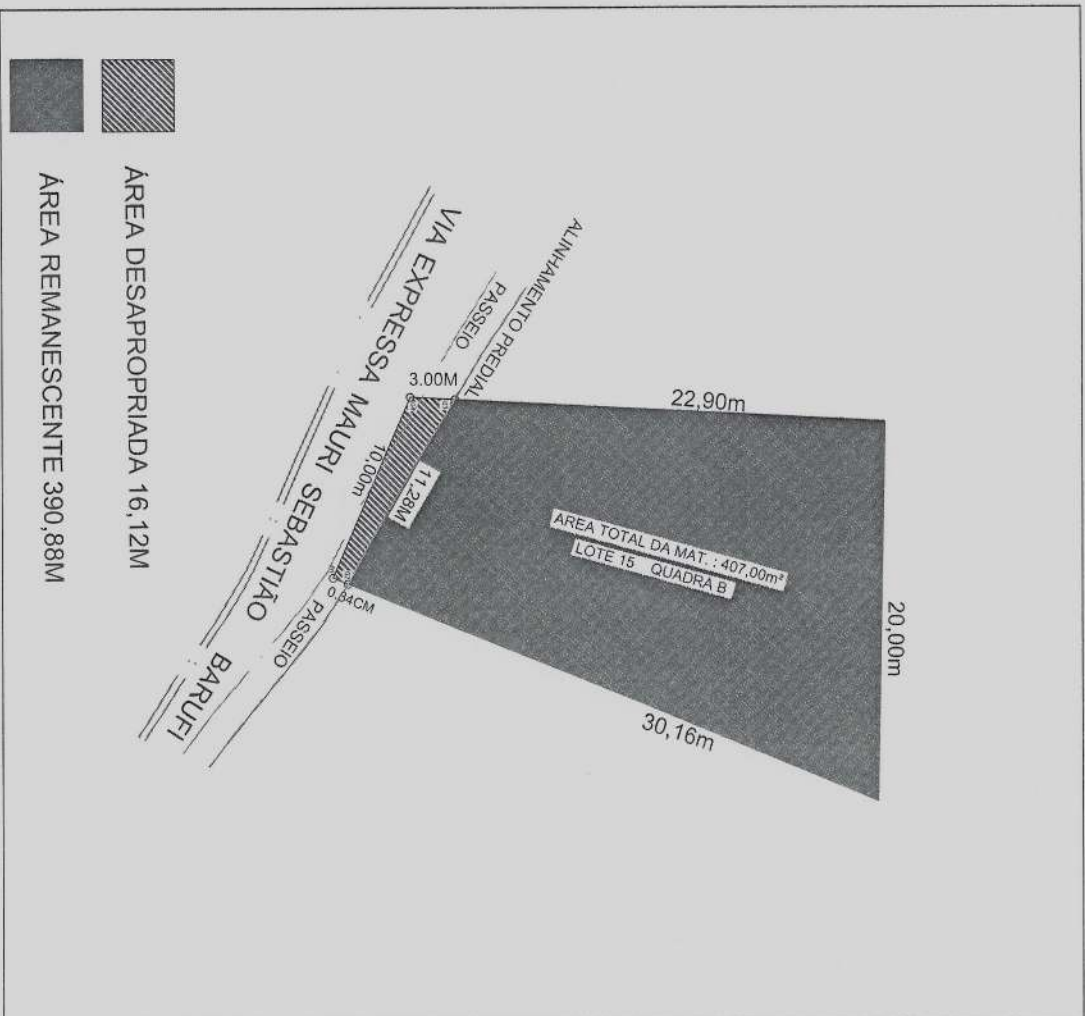 ALINHAMENTO PREDIAL
PASSEIO
3.00M
22,90m
VIA EXPRESSA MAURI SEBASTIÃO BARUFI
10,00m
11,28M
AREA TOTAL DA MAT. : 407,00m²
LOTE 15 QUADRA B
20,00m
0,34CM
PASSEIO
30,16m
ÁREA DESAPROPRIADA 16,12M
ÁREA REMANESCENTE 390,88M